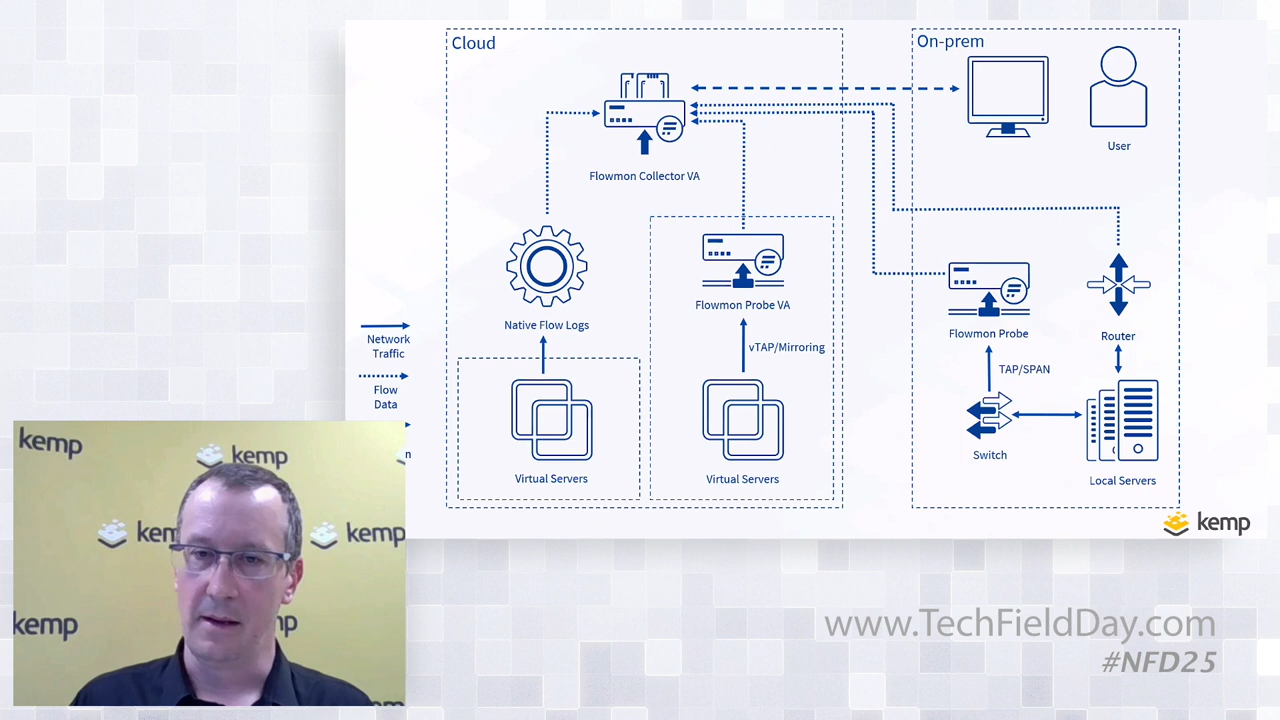 Cloud
On-prem
User
Flowmon Collector VA
Native Flow Logs
Flowmon Probe VA
Flowmon Probe
Router
Network
Traffic
vTAP/Mirroring
TAP/SPAN
Flow
Data
Switch
Virtual Servers
Virtual Servers
Local Servers
kemp
kemp
kemp
kemp
kemp
kemp
www.TechFieldDay.com
#NFD25